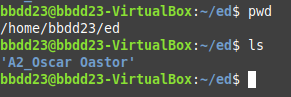 bbdd23@bbdd23-VirtualBox:~/ed$ pwd
/home/bbdd23/ed
bbdd23@bbdd23-VirtualBox:~/ed$ ls
'A2_Oscar Oastor'
bbdd23@bbdd23-VirtualBox:~/ed$